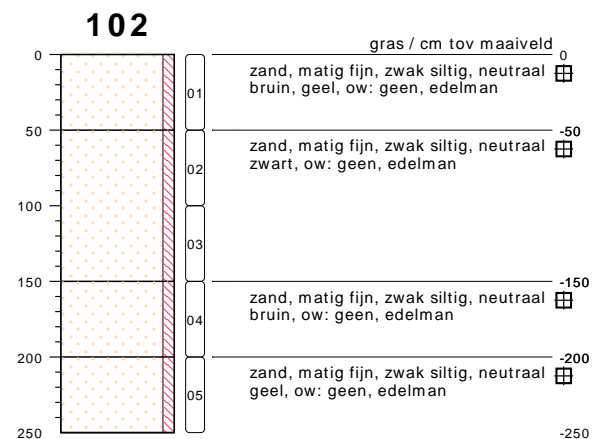 102
gras / cm tov maaiveld
0
0
zand, matig fijn, zwak siltig, neutraal
bruin, geel, ow: geen, edelman
01
50
-50
zand, matig fijn, zwak siltig, neutraal
zwart, ow: geen, edelman
02
100
03
150
-150
zand, matig fijn, zwak siltig, neutraal
bruin, ow: geen, edelman
04
200
-200
zand, matig fijn, zwak siltig, neutraal
geel, ow: geen, edelman
05
250
-250